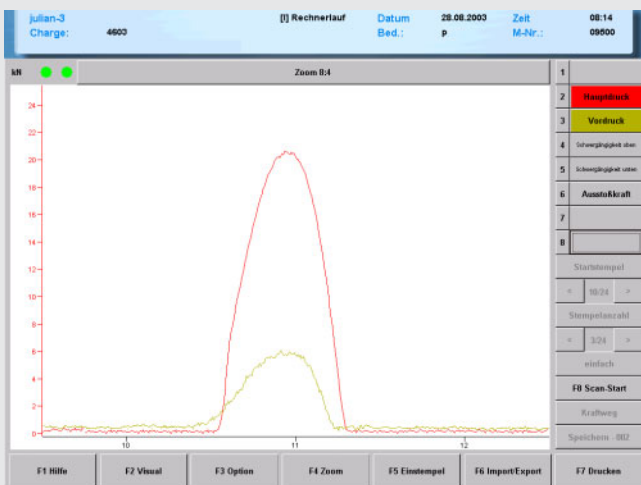 julian-3 [I] Rechnerlauf Datum 28.08.2003 Zeit 08:14
Charge: 4603 Bed.: p M-Nr.: 09500
kN Zoom 8:4
1
2 Hauptdruck
3 Vordruck
4 Schwergängigkeit oben
5 Schwergängigkeit unten
6 Ausstoßkraft
7
8
24
22
20
18
16
14
12
10
8
6
4
2
0
10 11 12
Startstempel
< 10/24 >
Stempelanzahl
< 3/24 >
einfach
F8 Scan-Start
Kraftweg
Speichern -002
F1 Hilfe F2 Visual F3 Option F4 Zoom F5 Einstempel F6 Import/Export F7 Drucken